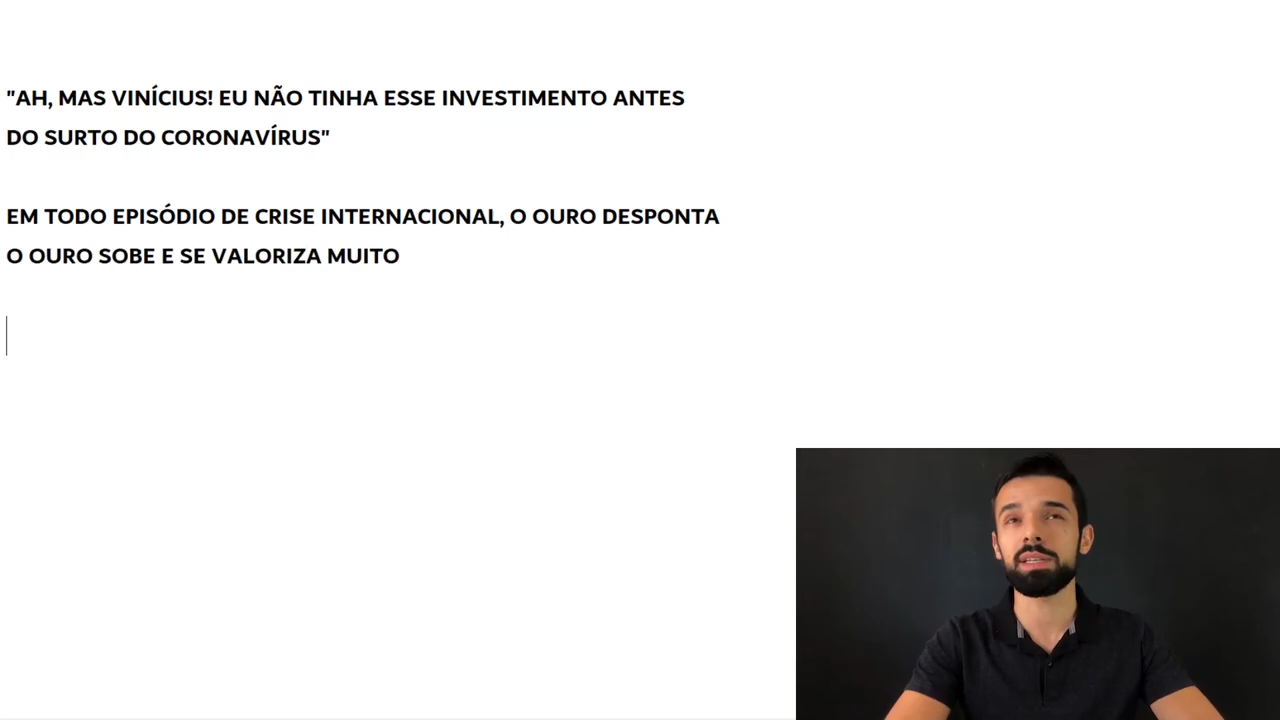 "AH, MAS VINÍCIUS! EU NÃO TINHA ESSE INVESTIMENTO ANTES
DO SURTO DO CORONAVÍRUS"
EM TODO EPISÓDIO DE CRISE INTERNACIONAL, O OURO DESPONTA
O OURO SOBE E SE VALORIZA MUITO